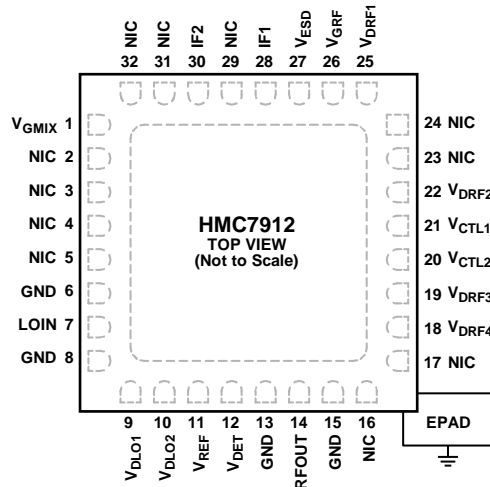 NIC NIC IF2 NIC IF1 VESD VGRF VDRF1
32 31 30 29 28 27 26 25
VGMIX 1
NIC 2
NIC 3
NIC 4
NIC 5
GND 6
LOIN 7
GND 8
HMC7912
TOP VIEW
(Not to Scale)
24 NIC
23 NIC
22 VDRF2
21 VCTL1
20 VCTL2
19 VDRF3
18 VDRF4
17 NIC
9 10 11 12 13 14 15 16
VDLO1 VDLO2 VREF VDET GND RFOUT GND NIC
EPAD